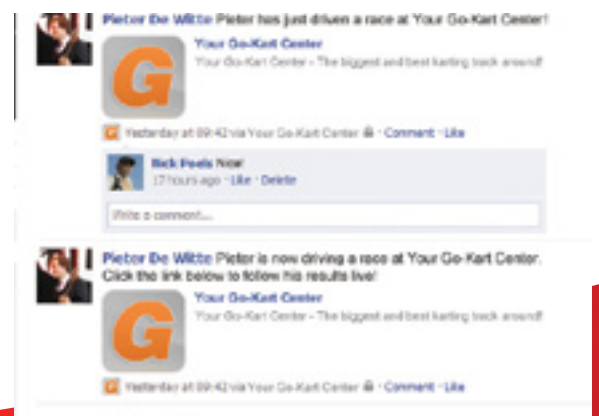 Pieter De Witte Pieter has just driven a race at Your Go-Kart Center!
Your Go-Kart Center
Your Go-Kart Center - The biggest and best karting track around!
G
Yesterday at 09:42 via Your Go-Kart Center · Comment · Like
Rick Poels Nice!
17 hours ago · Like · Delete
Write a comment...
Pieter De Witte Pieter is now driving a race at Your Go-Kart Center.
Click the link below to follow his results live!
Your Go-Kart Center
Your Go-Kart Center - The biggest and best karting track around!
G
Yesterday at 09:42 via Your Go-Kart Center · Comment · Like